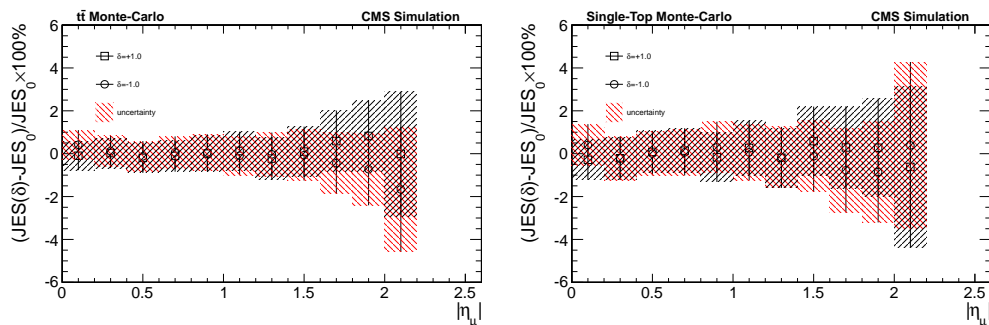 tt̄ Monte-Carlo CMS Simulation
(JES(δ)-JES₀)/JES₀×100%
6
4
2
0
-2
-4
-6
δ=+1.0
δ=-1.0
uncertainty
0 0.5 1 1.5 2 2.5
|η_μ|
Single-Top Monte-Carlo CMS Simulation
(JES(δ)-JES₀)/JES₀×100%
6
4
2
0
-2
-4
-6
δ=+1.0
δ=-1.0
uncertainty
0 0.5 1 1.5 2 2.5
|η_μ|